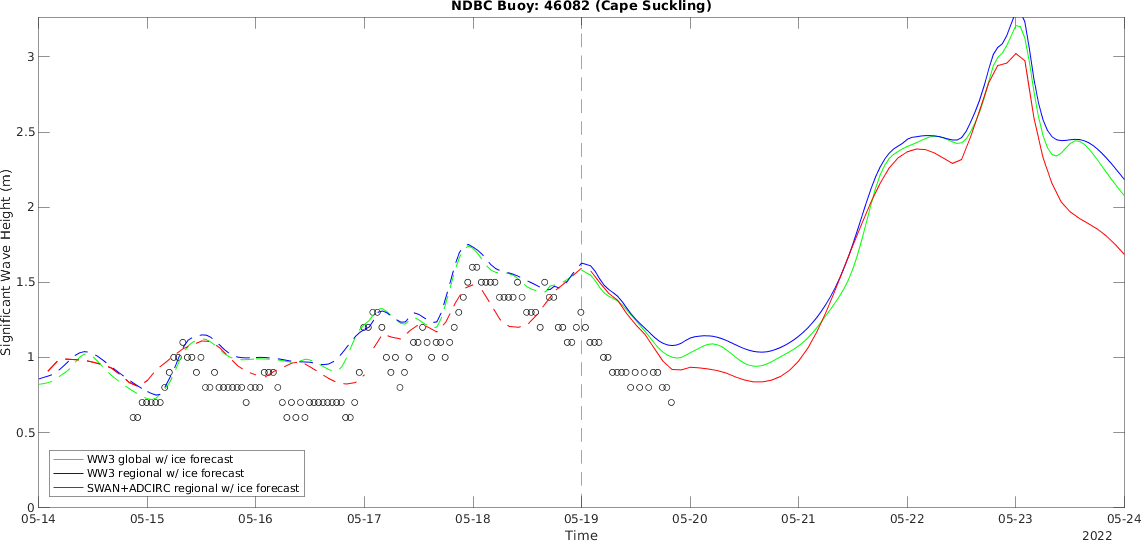 NDBC Buoy: 46082 (Cape Suckling)
3
2.5
2
1.5
1
0.5
0
Significant Wave Height (m)
WW3 global w/ ice forecast
WW3 regional w/ ice forecast
SWAN+ADCIRC regional w/ ice forecast
05-14 05-15 05-16 05-17 05-18 05-19 05-20 05-21 05-22 05-23 05-24
Time
2022